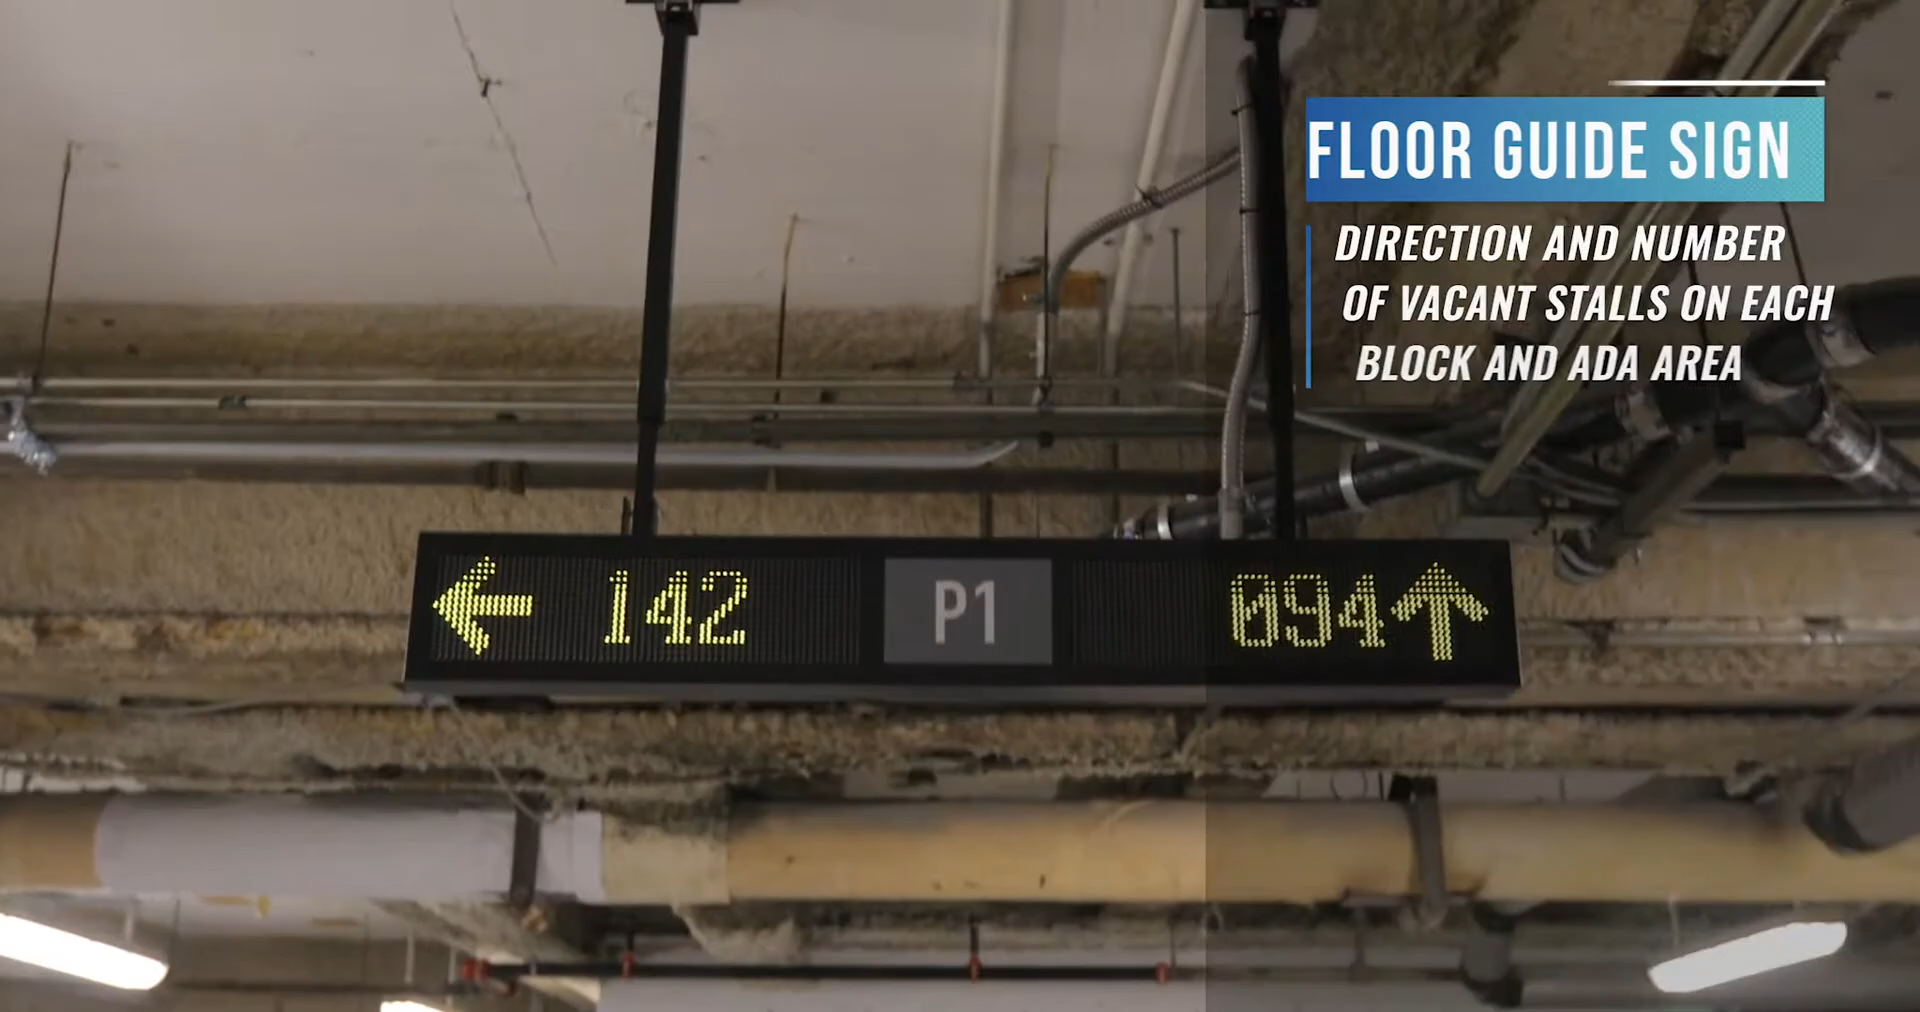 FLOOR GUIDE SIGN
DIRECTION AND NUMBER
OF VACANT STALLS ON EACH
BLOCK AND ADA AREA
← 142 P1 094 ↑